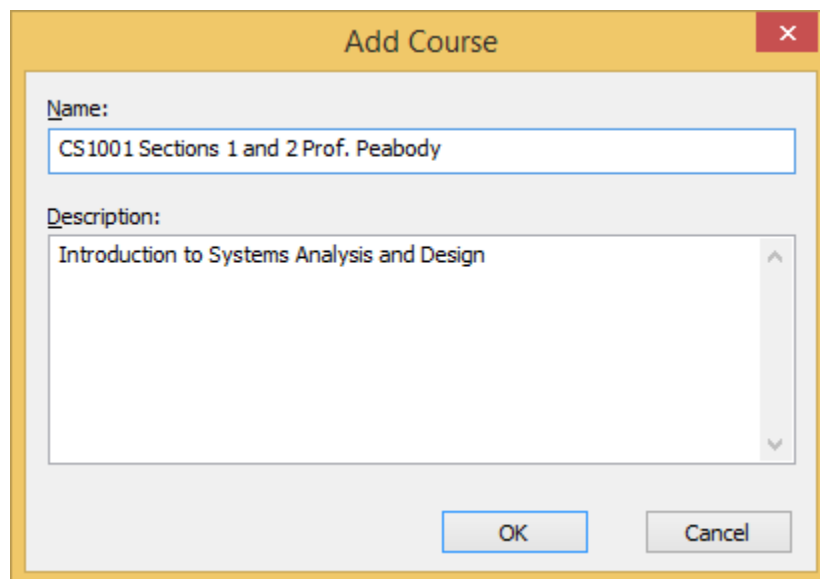 Add Course
Name:
CS1001 Sections 1 and 2 Prof. Peabody
Description:
Introduction to Systems Analysis and Design
OK
Cancel